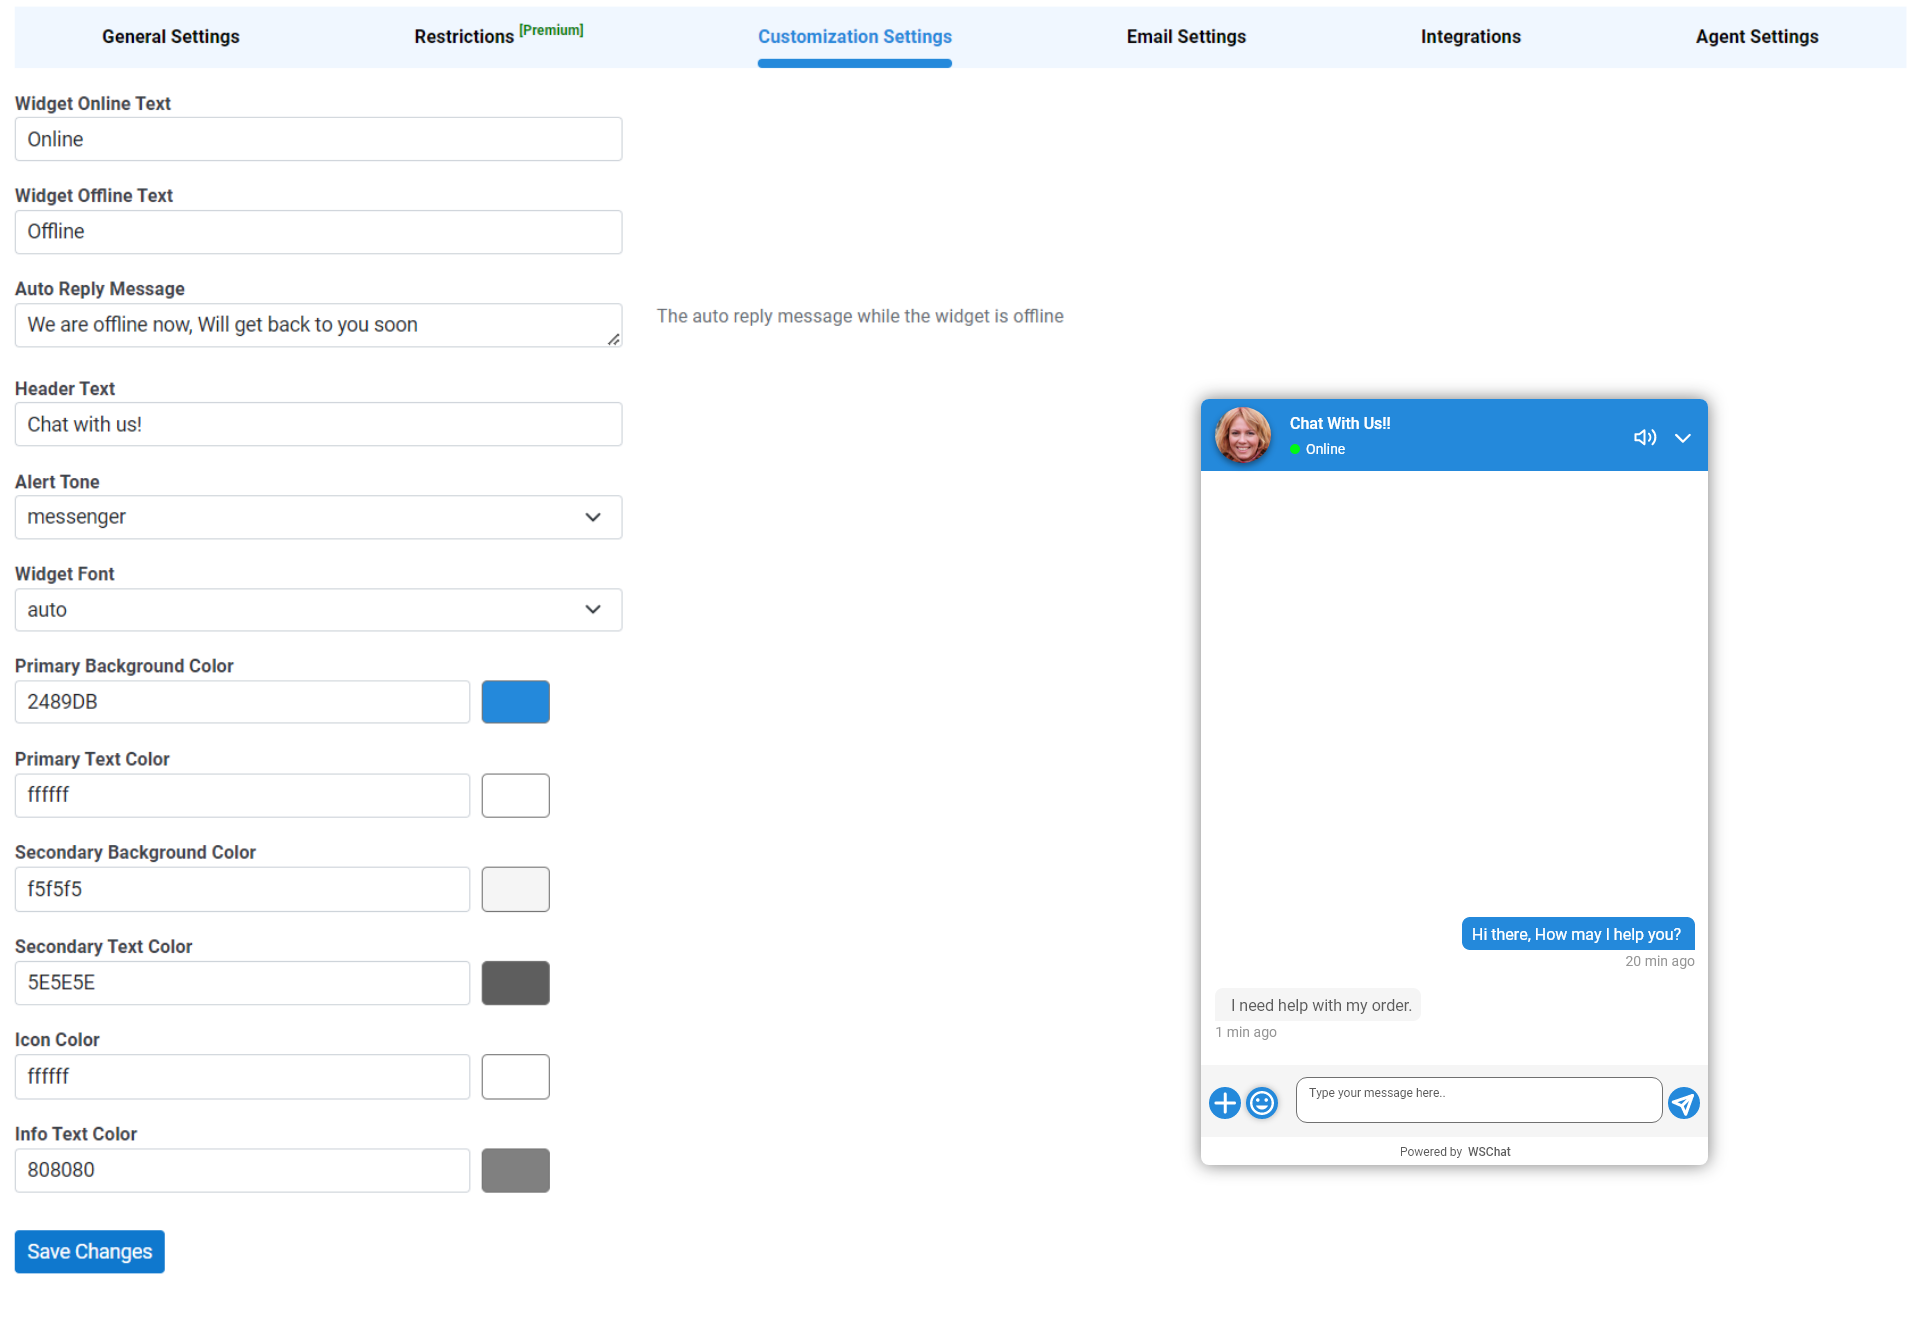 General Settings
Restrictions [Premium]
Customization Settings
Email Settings
Integrations
Agent Settings
Widget Online Text
Online
Widget Offline Text
Offline
Auto Reply Message
We are offline now, Will get back to you soon
The auto reply message while the widget is offline
Header Text
Chat with us!
Alert Tone
messenger
Widget Font
auto
Primary Background Color
2489DB
Primary Text Color
ffffff
Secondary Background Color
f5f5f5
Secondary Text Color
5E5E5E
Icon Color
ffffff
Info Text Color
808080
Save Changes
Chat With Us!!
Online
Hi there, How may I help you?
20 min ago
I need help with my order.
1 min ago
Type your message here..
Powered by WSChat